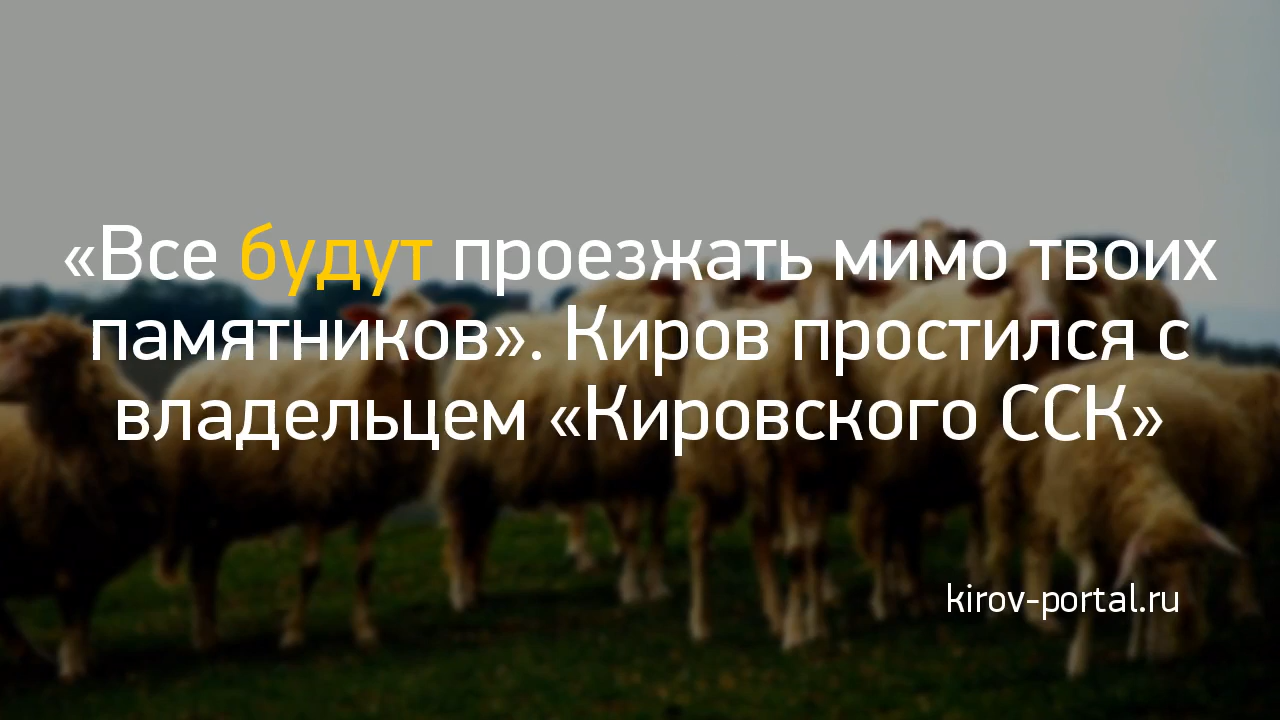 «Все будут проезжать мимо твоих
памятников». Киров простился с
владельцем «Кировского ССК»
kirov-portal.ru